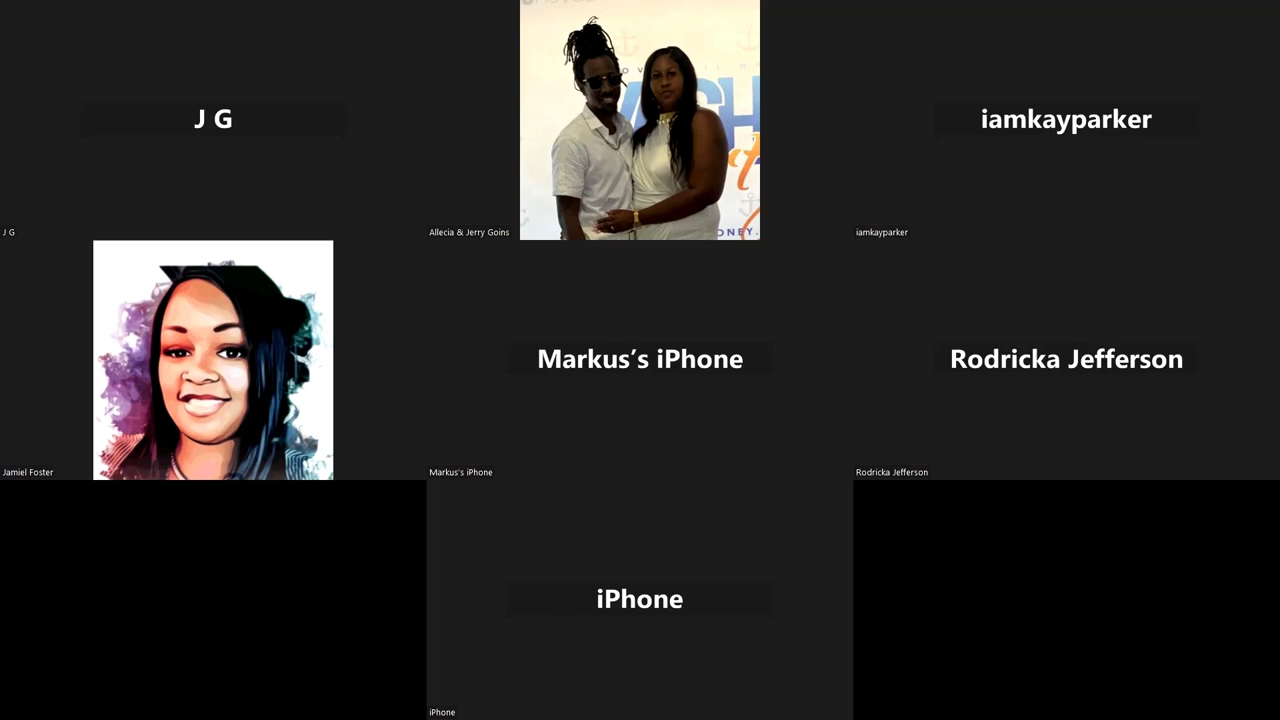 J G
iamkayparker
J G
Allecia & Jerry Goins
iamkayparker
Markus’s iPhone
Rodricka Jefferson
Jamiel Foster
Markus's iPhone
Rodricka Jefferson
iPhone
iPhone